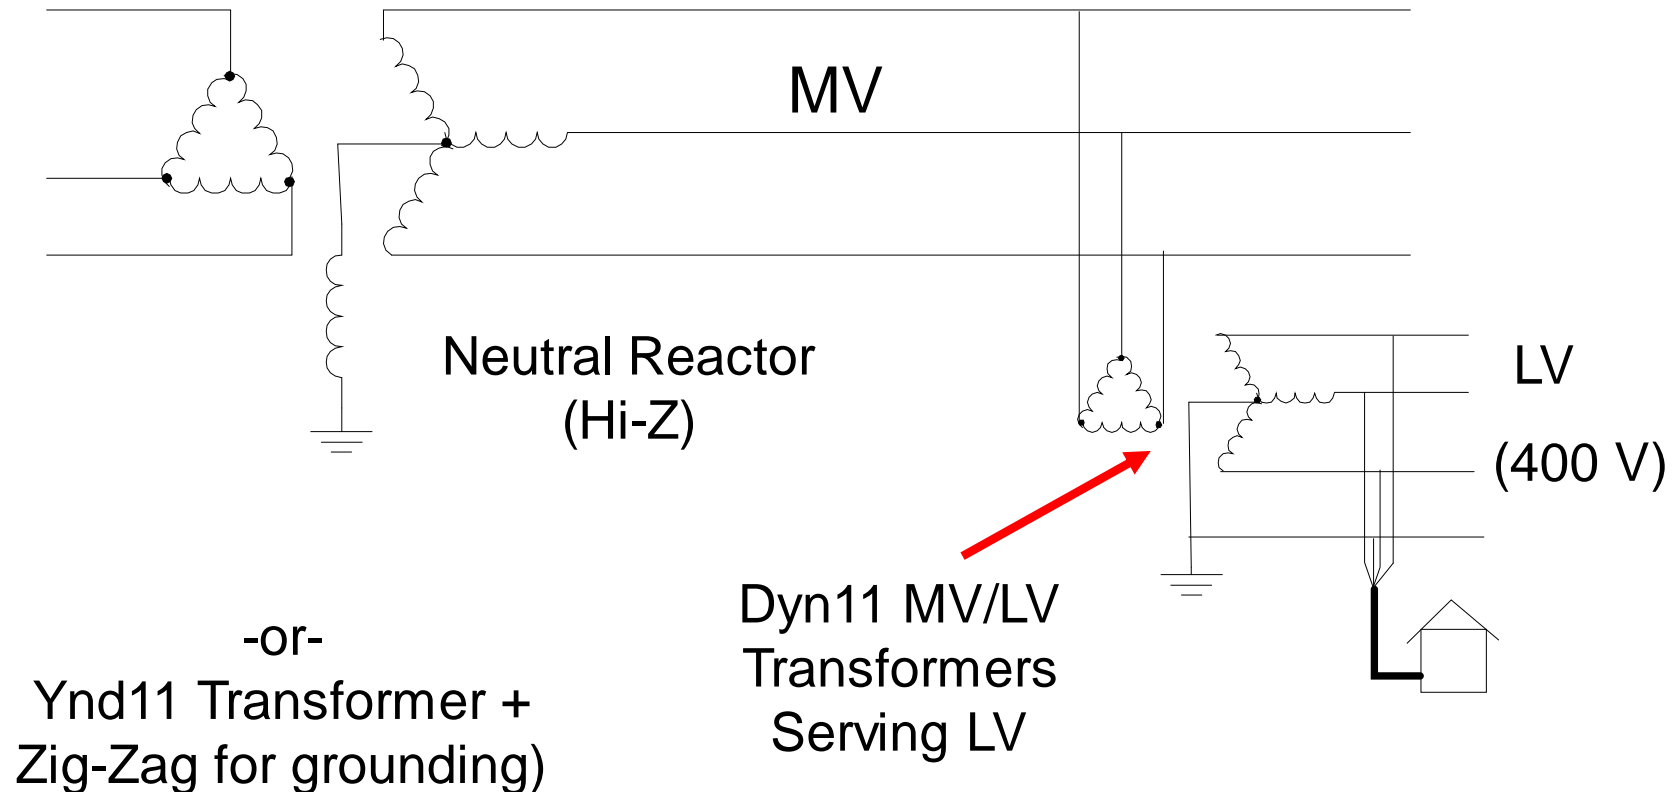 MV
Neutral Reactor
(Hi-Z)
LV
(400 V)
Dyn11 MV/LV
Transformers
Serving LV
-or-
Ynd11 Transformer +
Zig-Zag for grounding)